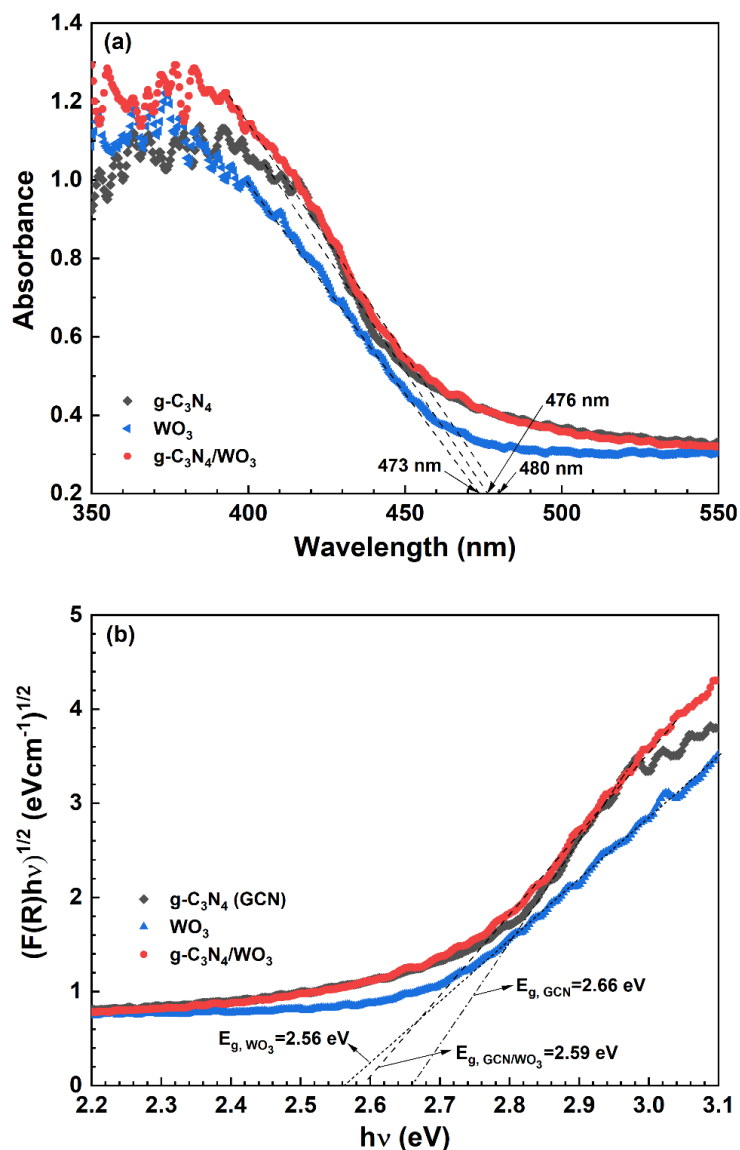 (a)
1.4
1.2
1.0
0.8
0.6
0.4
0.2
Absorbance
g-C₃N₄
WO₃
g-C₃N₄/WO₃
476 nm
473 nm
480 nm
350
400
450
500
550
Wavelength (nm)
(b)
5
4
3
2
1
0
(F(R)hν)^1/2 (eVcm⁻¹)^1/2
g-C₃N₄ (GCN)
WO₃
g-C₃N₄/WO₃
E_g, GCN=2.66 eV
E_g, WO₃=2.56 eV
E_g, GCN/WO₃=2.59 eV
2.2
2.3
2.4
2.5
2.6
2.7
2.8
2.9
3.0
3.1
hν (eV)